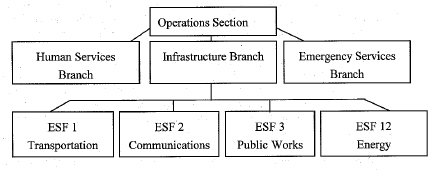 Operations Section
Human Services
Branch
Infrastructure Branch
Emergency Services
Branch
ESF 1
Transportation
ESF 2
Communications
ESF 3
Public Works
ESF 12
Energy